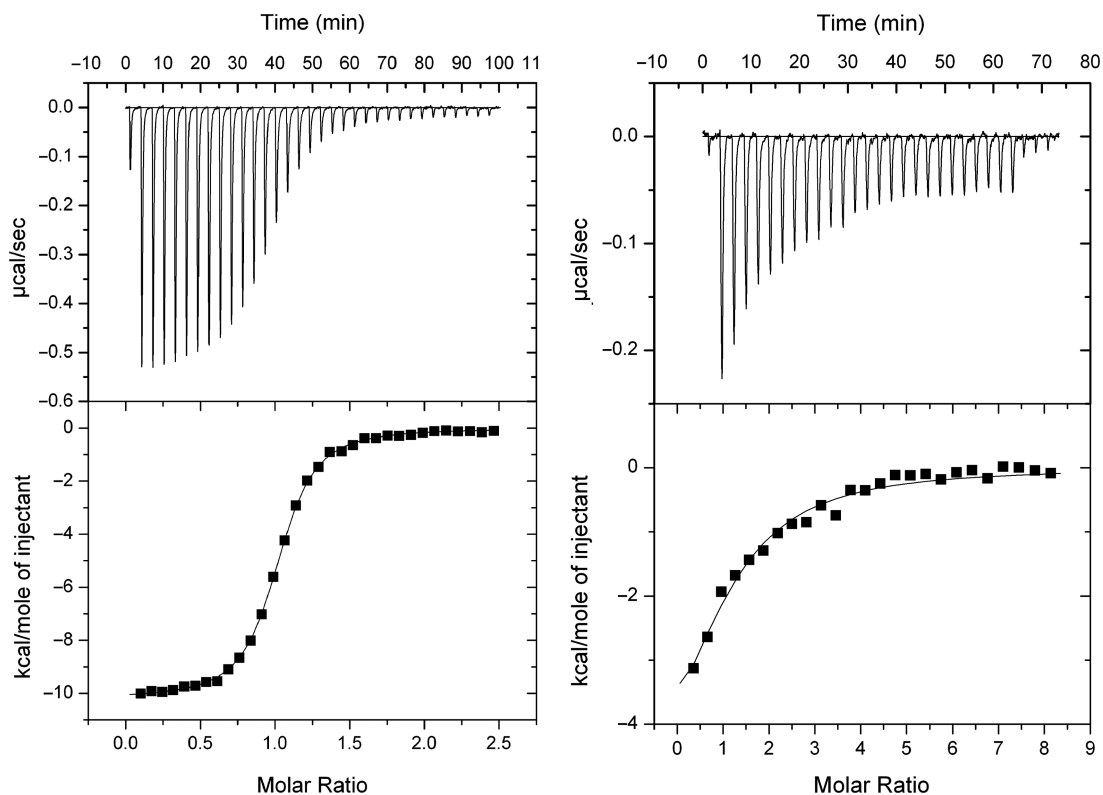 Time (min)
−10 0 10 20 30 40 50 60 70 80 90 100 11
0.0
−0.1
−0.2
−0.3
−0.4
−0.5
−0.6
µcal/sec
0
−2
−4
−6
−8
−10
kcal/mole of injectant
0.0 0.5 1.0 1.5 2.0 2.5
Molar Ratio
Time (min)
−10 0 10 20 30 40 50 60 70 80
0.0
−0.1
−0.2
µcal/sec
0
−2
−4
kcal/mole of injectant
0 1 2 3 4 5 6 7 8 9
Molar Ratio